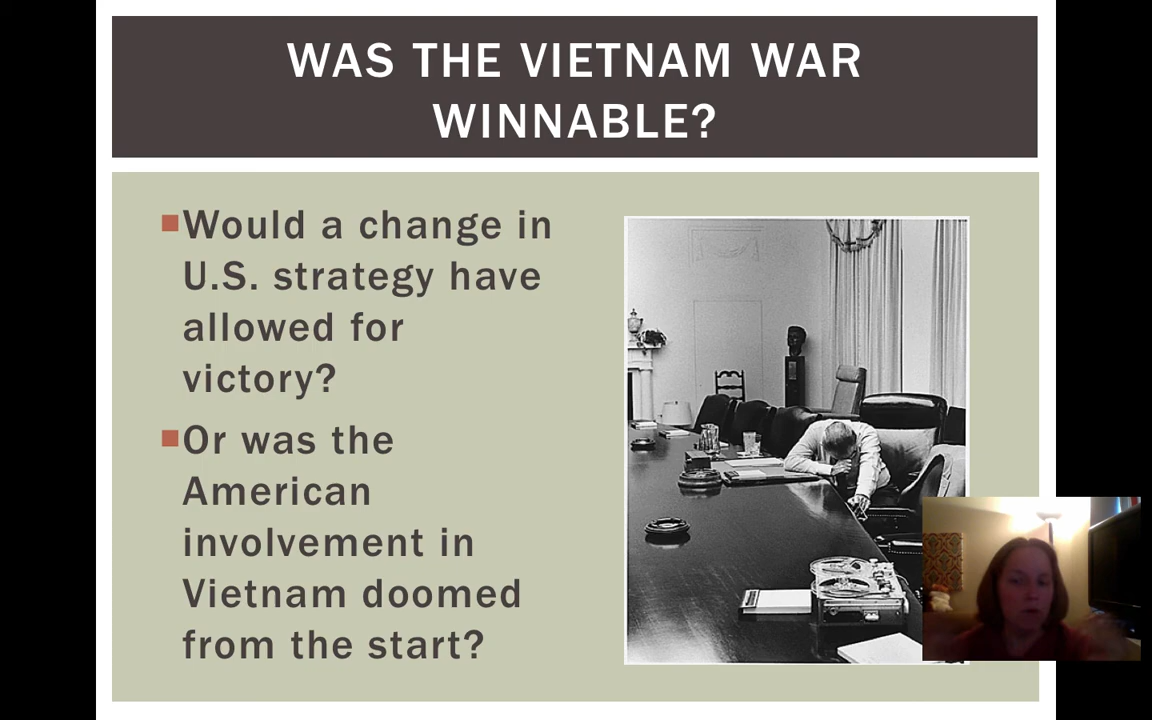 WAS THE VIETNAM WAR
WINNABLE?
Would a change in
U.S. strategy have
allowed for
victory?
Or was the
American
involvement in
Vietnam doomed
from the start?